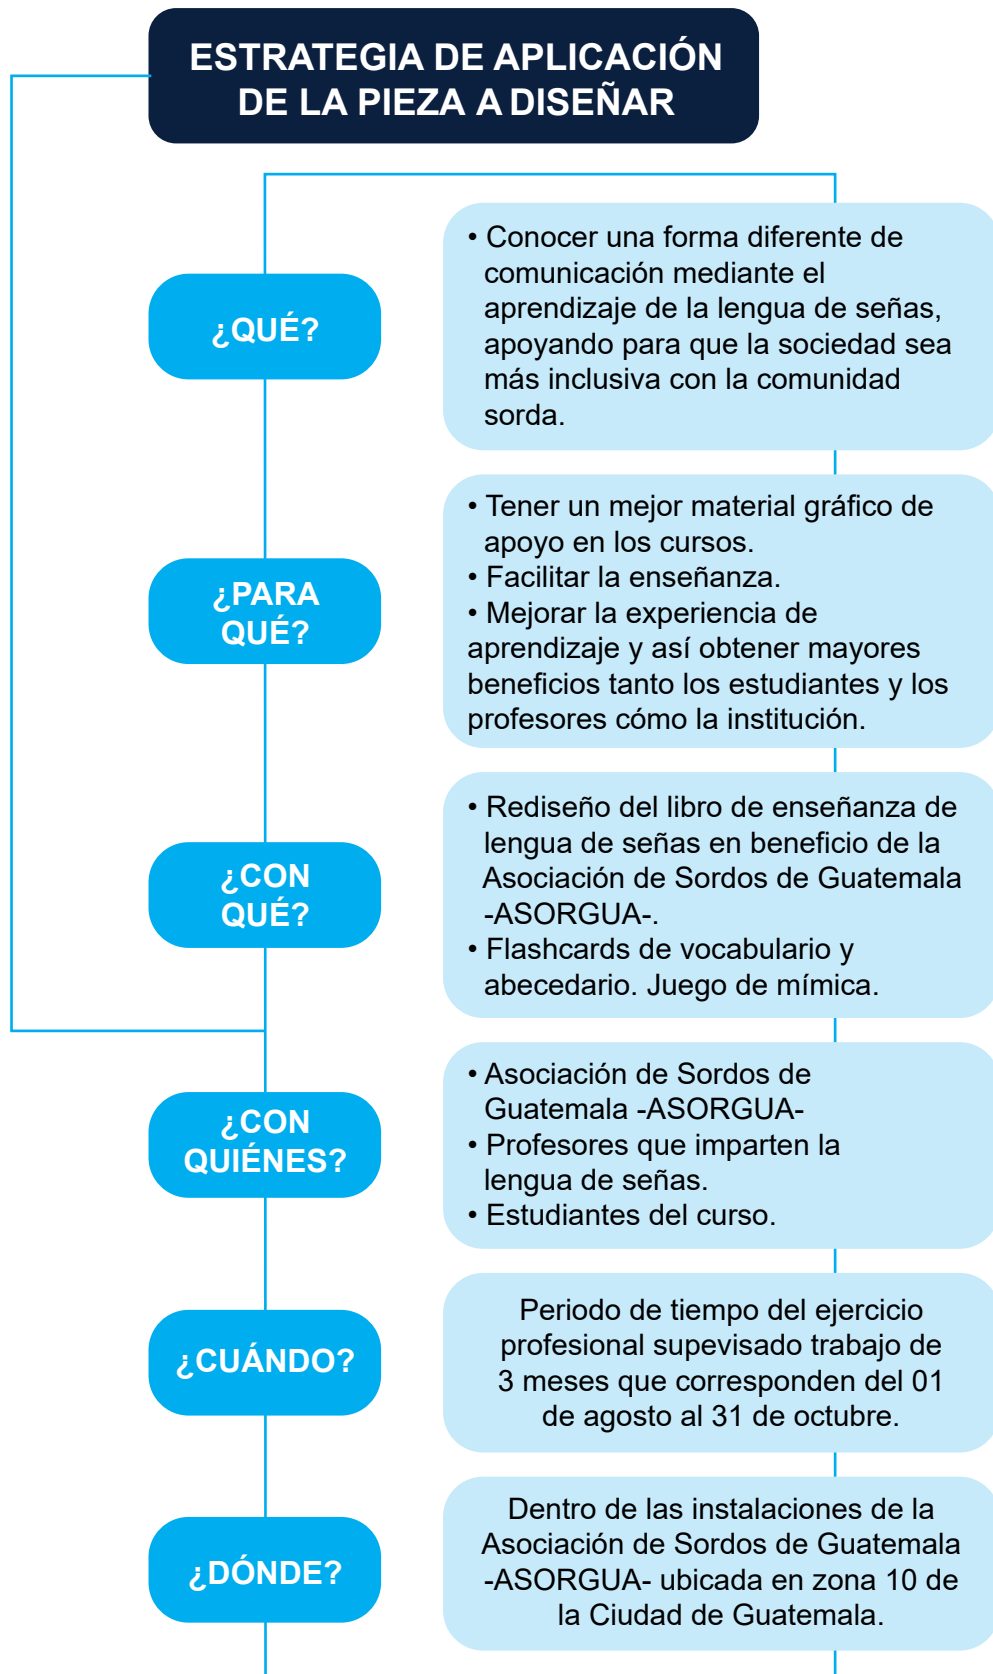 ESTRATEGIA DE APLICACIÓN
DE LA PIEZA A DISEÑAR
¿QUÉ?
• Conocer una forma diferente de
comunicación mediante el
aprendizaje de la lengua de señas,
apoyando para que la sociedad sea
más inclusiva con la comunidad
sorda.
¿PARA
QUÉ?
• Tener un mejor material gráfico de
apoyo en los cursos.
• Facilitar la enseñanza.
• Mejorar la experiencia de
aprendizaje y así obtener mayores
beneficios tanto los estudiantes y los
profesores cómo la institución.
¿CON
QUÉ?
• Rediseño del libro de enseñanza de
lengua de señas en beneficio de la
Asociación de Sordos de Guatemala
-ASORGUA-.
• Flashcards de vocabulario y
abecedario. Juego de mímica.
¿CON
QUIÉNES?
• Asociación de Sordos de
Guatemala -ASORGUA-
• Profesores que imparten la
lengua de señas.
• Estudiantes del curso.
¿CUÁNDO?
Periodo de tiempo del ejercicio
profesional supevisado trabajo de
3 meses que corresponden del 01
de agosto al 31 de octubre.
¿DÓNDE?
Dentro de las instalaciones de la
Asociación de Sordos de Guatemala
-ASORGUA- ubicada en zona 10 de
la Ciudad de Guatemala.